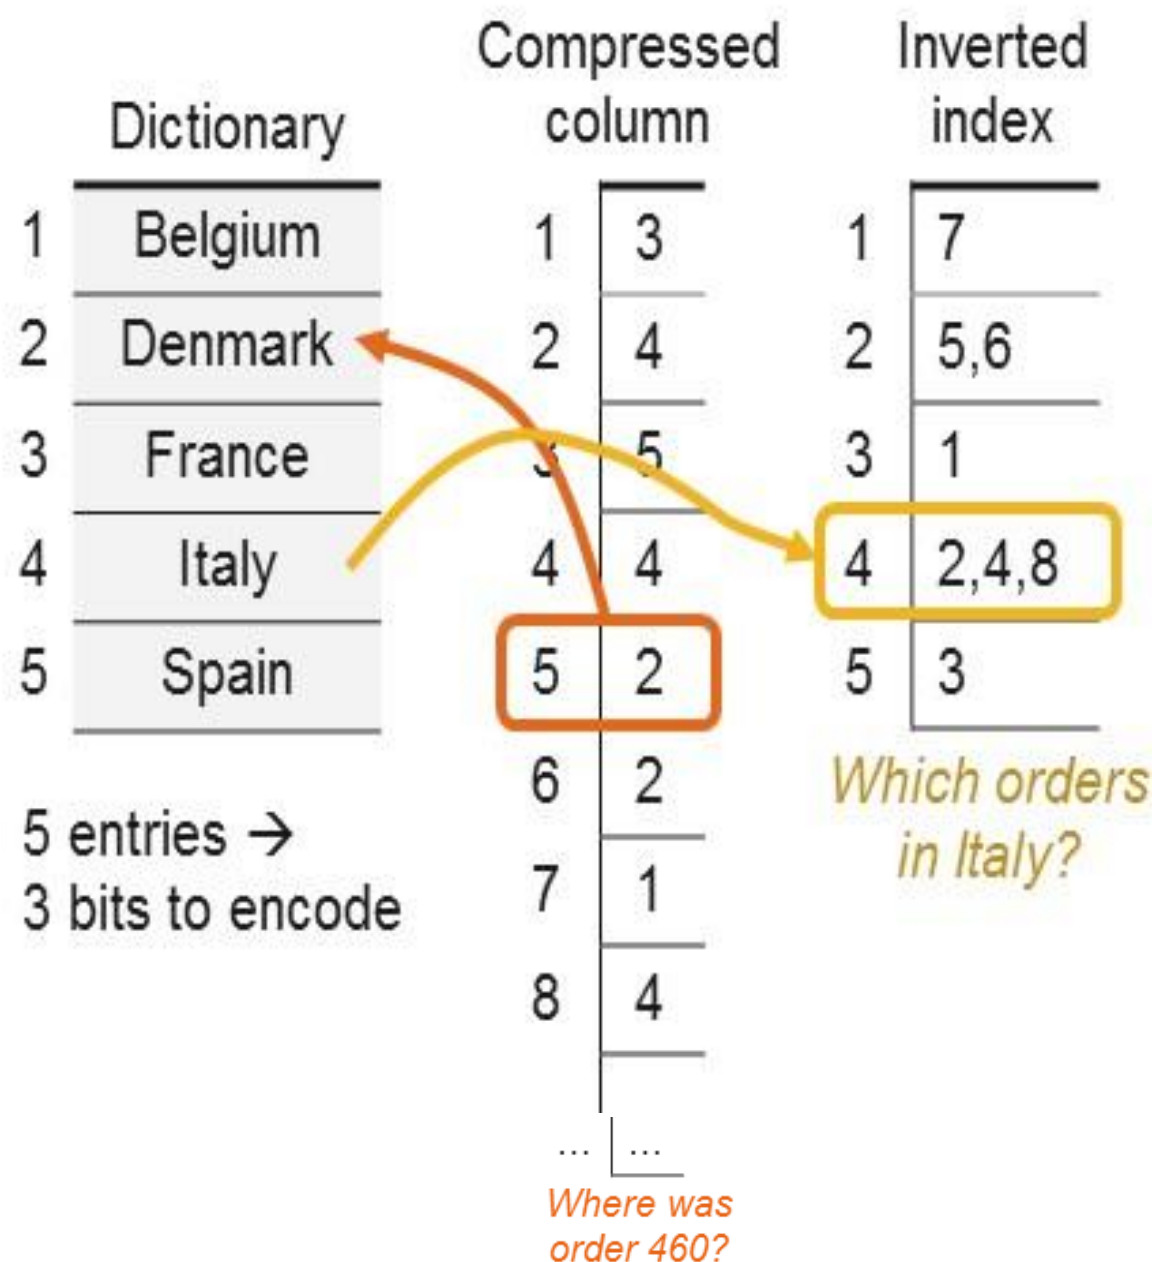 Dictionary
1 Belgium
2 Denmark
3 France
4 Italy
5 Spain
5 entries →
3 bits to encode
Compressed
column
1 3
2 4
3 5
4 4
5 2
6 2
7 1
8 4
... ...
Where was
order 460?
Inverted
index
1 7
2 5,6
3 1
4 2,4,8
5 3
Which orders
in Italy?